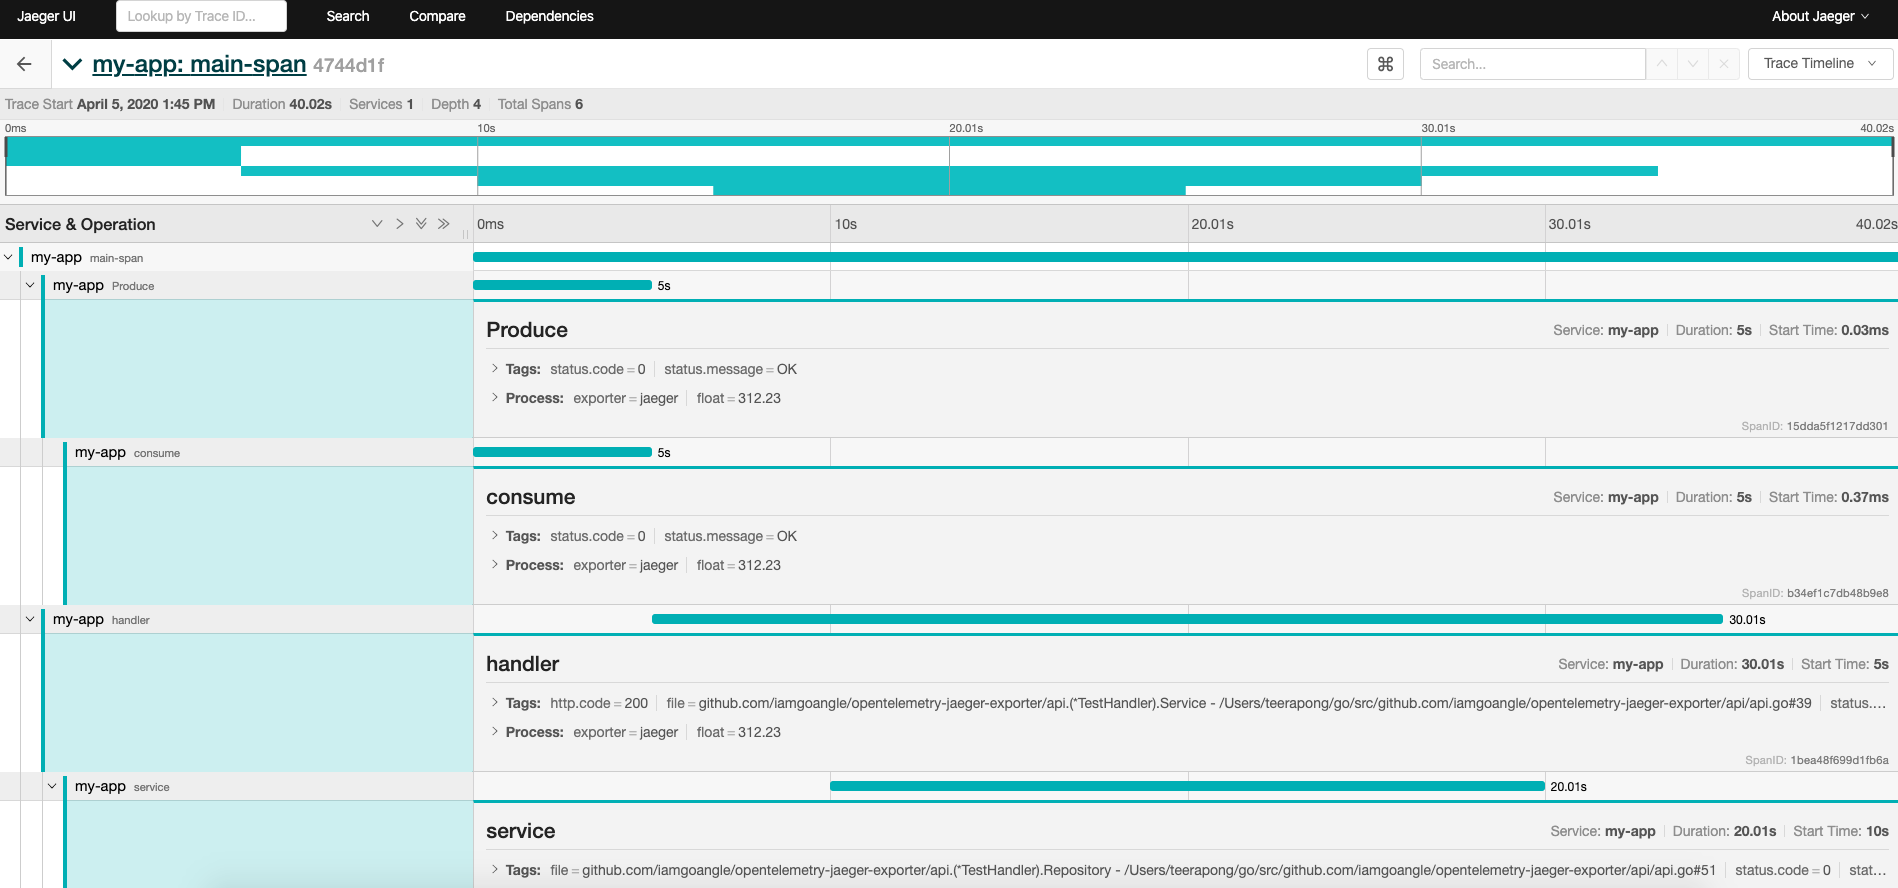 Jaeger UI Lookup by Trace ID... Search Compare Dependencies About Jaeger
my-app: main-span 4744d1f Search... Trace Timeline
Trace Start April 5, 2020 1:45 PM Duration 40.02s Services 1 Depth 4 Total Spans 6
0ms 10s 20.01s 30.01s 40.02s
Service & Operation 0ms 10s 20.01s 30.01s 40.02s
my-app main-span
my-app Produce 5s
Produce Service: my-app Duration: 5s Start Time: 0.03ms
Tags: status.code = 0 status.message = OK
Process: exporter = jaeger float = 312.23
SpanID: 15dda5f1217dd301
my-app consume 5s
consume Service: my-app Duration: 5s Start Time: 0.37ms
Tags: status.code = 0 status.message = OK
Process: exporter = jaeger float = 312.23
SpanID: b34ef1c7db48b9e8
my-app handler 30.01s
handler Service: my-app Duration: 30.01s Start Time: 5s
Tags: http.code = 200 file = github.com/iamgoangle/opentelemetry-jaeger-exporter/api.(*TestHandler).Service - /Users/teerapong/go/src/github.com/iamgoangle/opentelemetry-jaeger-exporter/api/api.go#39 status....
Process: exporter = jaeger float = 312.23
SpanID: 1bea48f699d1fb6a
my-app service 20.01s
service Service: my-app Duration: 20.01s Start Time: 10s
Tags: file = github.com/iamgoangle/opentelemetry-jaeger-exporter/api.(*TestHandler).Repository - /Users/teerapong/go/src/github.com/iamgoangle/opentelemetry-jaeger-exporter/api/api.go#51 status.code = 0 stat...